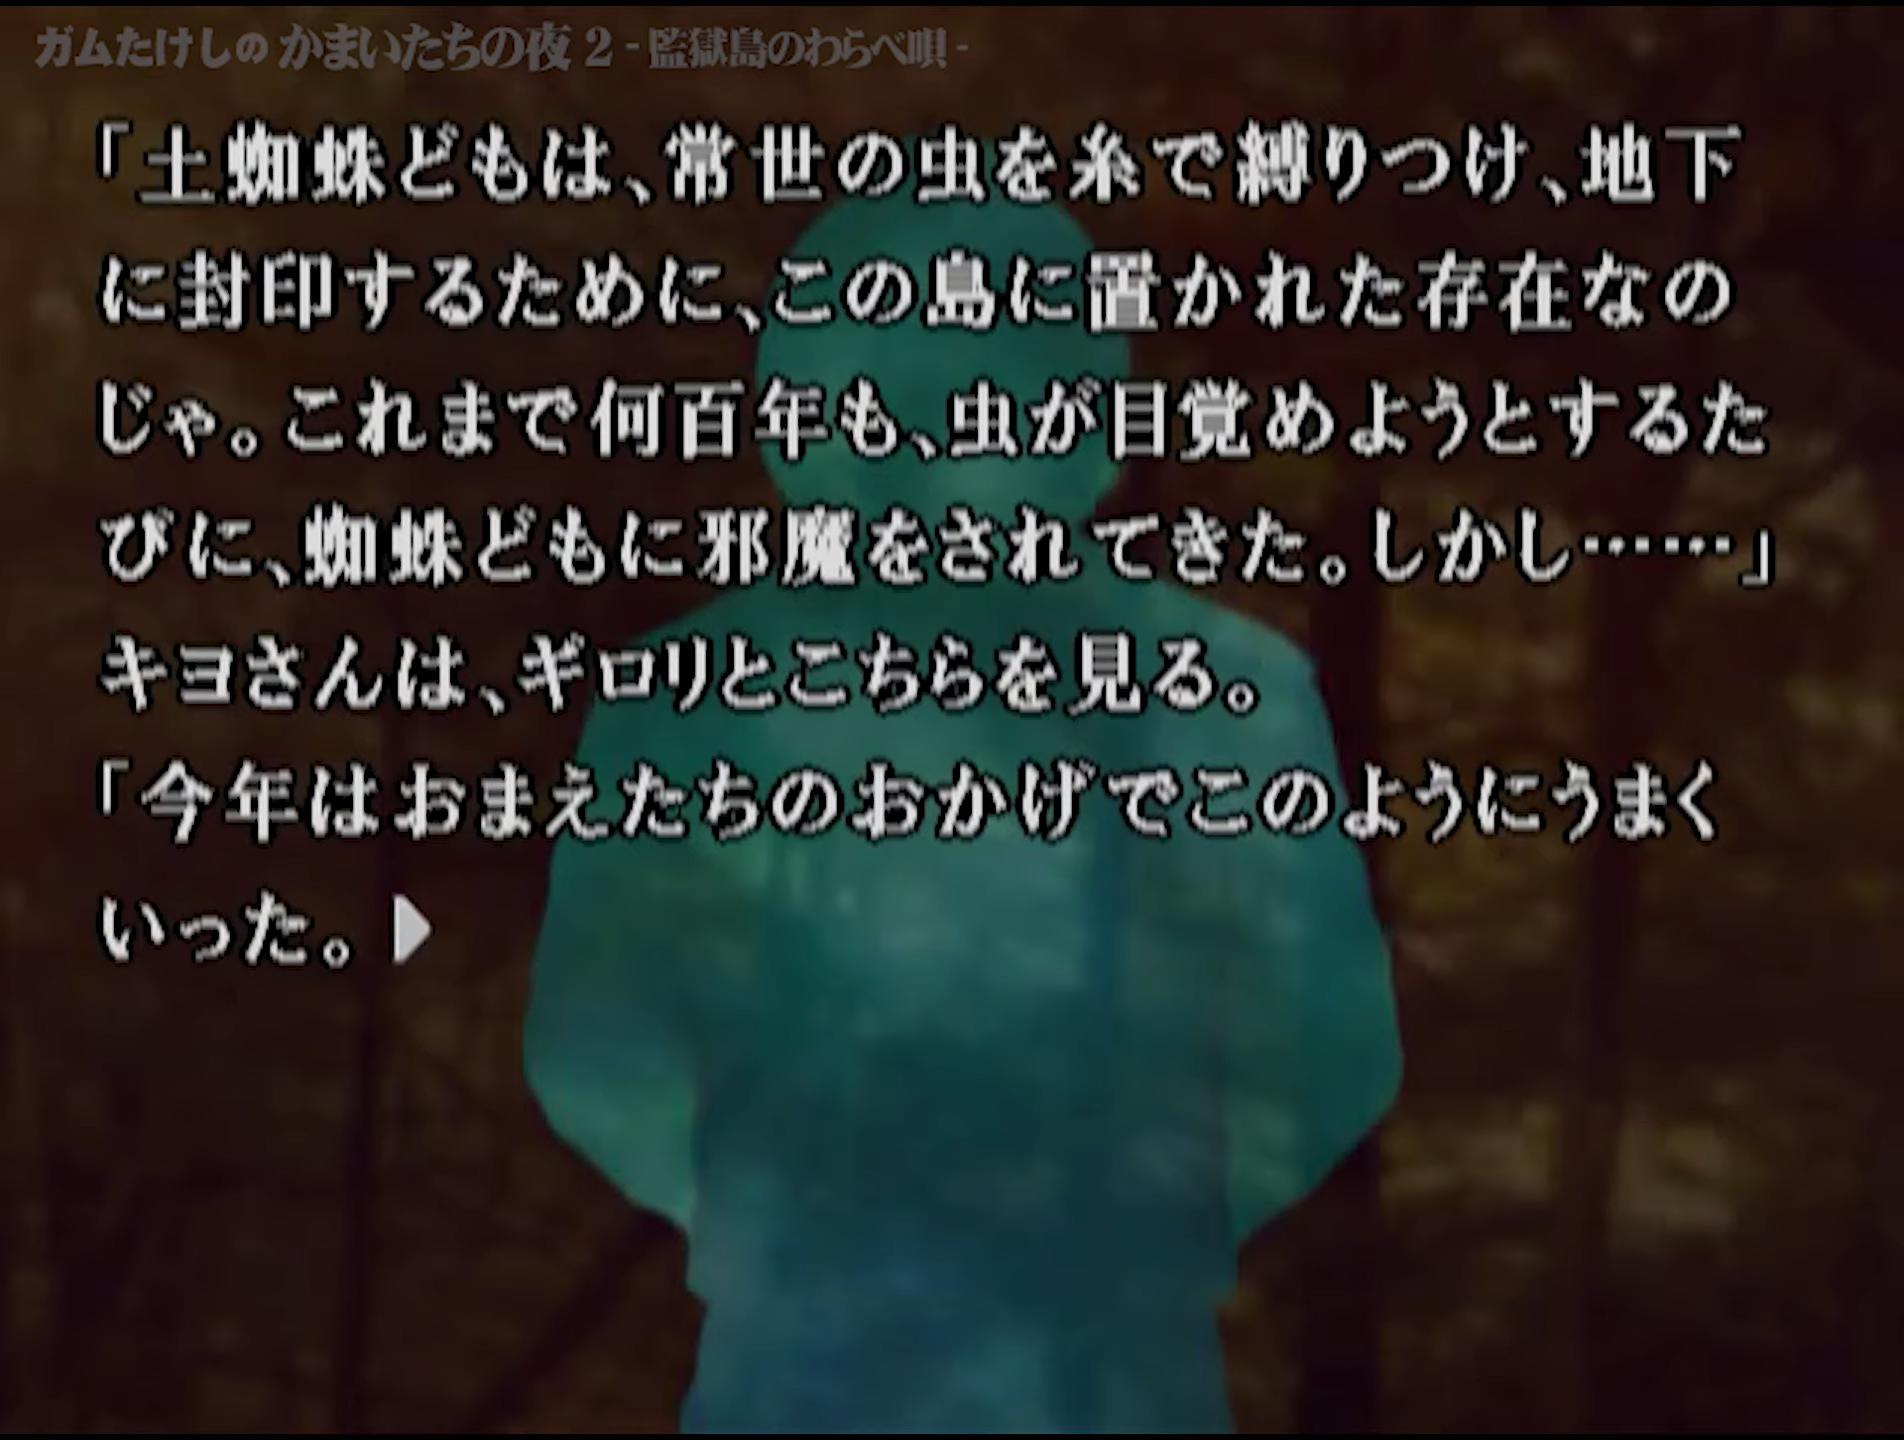 ガムたけしの かまいたちの夜 2 - 監獄島のわらべ唄 -
「土蜘蛛どもは、常世の虫を糸で縛りつけ、地下
に封印するために、この島に置かれた存在なの
じゃ。これまで何百年も、虫が目覚めようとするた
びに、蜘蛛どもに邪魔をされてきた。しかし……」
キヨさんは、ギロリとこちらを見る。
「今年はおまえたちのおかげでこのようにうまく
いった。